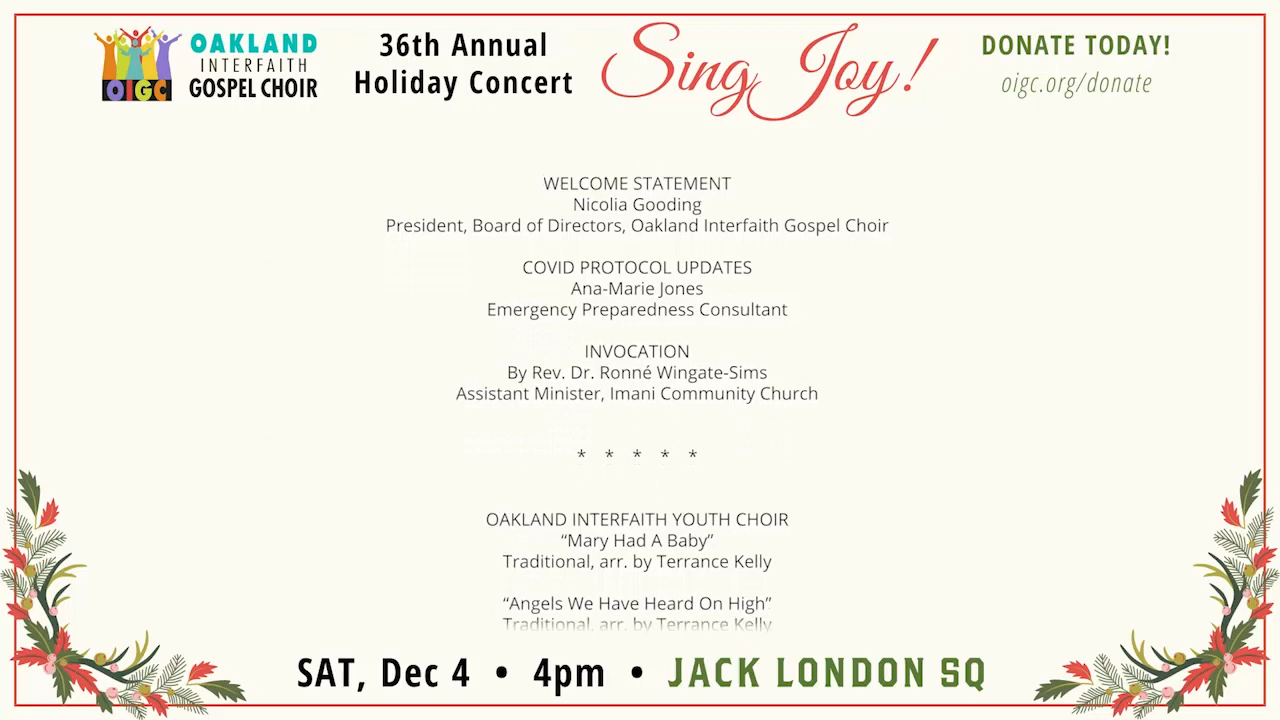 OAKLAND
INTERFAITH
GOSPEL CHOIR
OIGC
36th Annual
Holiday Concert
Sing Joy!
DONATE TODAY!
oigc.org/donate
WELCOME STATEMENT
Nicolia Gooding
President, Board of Directors, Oakland Interfaith Gospel Choir
COVID PROTOCOL UPDATES
Ana-Marie Jones
Emergency Preparedness Consultant
INVOCATION
By Rev. Dr. Ronné Wingate-Sims
Assistant Minister, Imani Community Church
* * * * *
OAKLAND INTERFAITH YOUTH CHOIR
“Mary Had A Baby”
Traditional, arr. by Terrance Kelly
“Angels We Have Heard On High”
Traditional, arr. by Terrance Kelly
SAT, Dec 4 • 4pm • JACK LONDON SQ